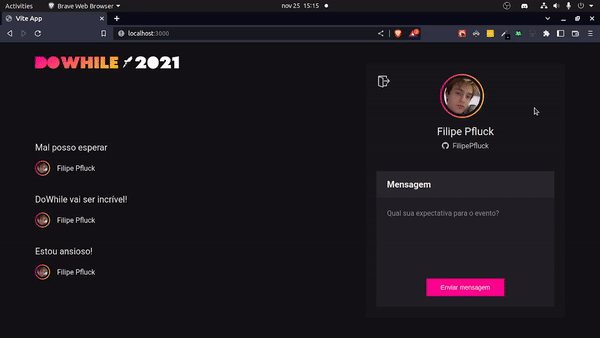 Activities
Brave Web Browser
nov 25 15:15
Vite App
localhost:3000
DOWHILE 2021
Mal posso esperar
Filipe Pfluck
DoWhile vai ser incrível!
Filipe Pfluck
Estou ansioso!
Filipe Pfluck
Filipe Pfluck
FilipePfluck
Mensagem
Qual sua expectativa para o evento?
Enviar mensagem